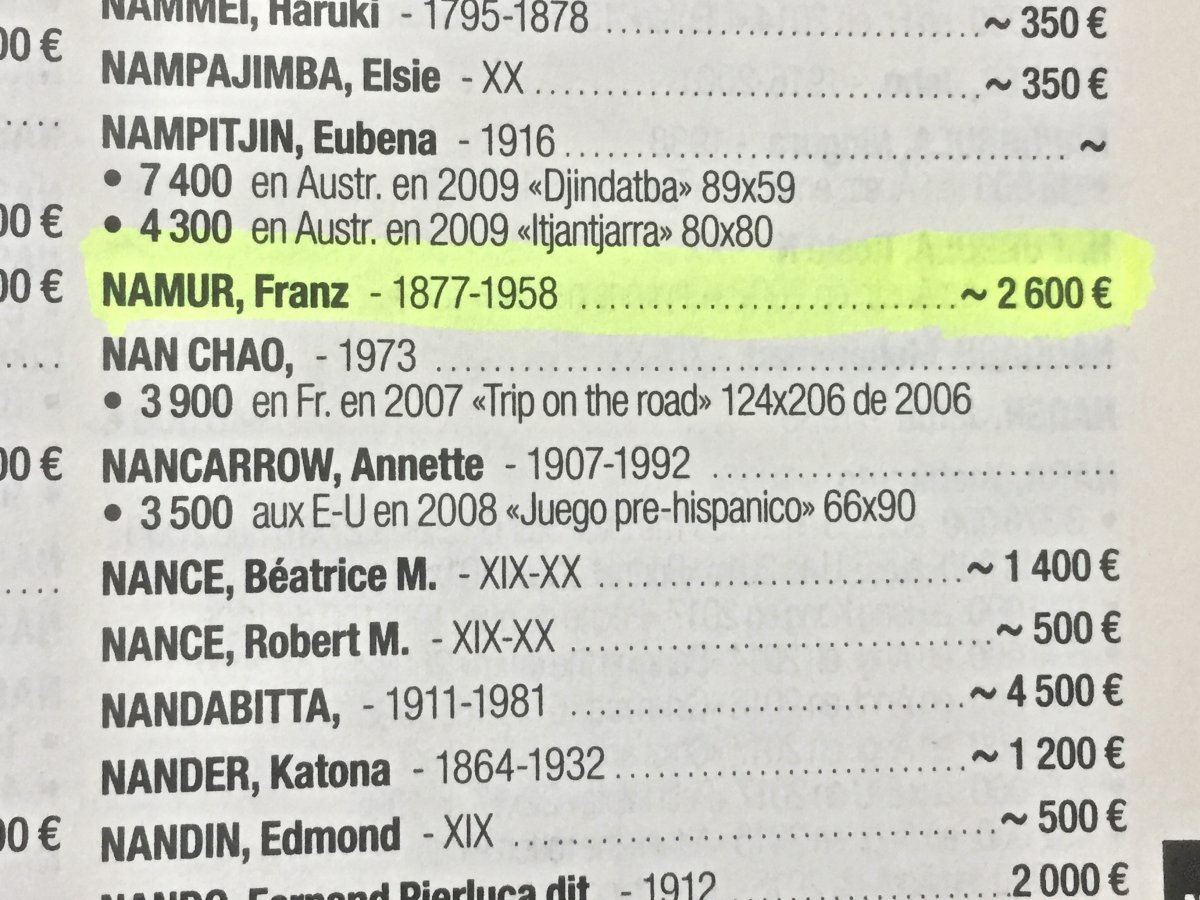 NAMMEI, Haruki - 1795-1878 ........................ ~ 350 €
00 €
NAMPAJIMBA, Elsie - XX ........................ ~ 350 €
NAMPITJIN, Eubena - 1916 ........................ ~
• 7 400 en Austr. en 2009 «Djindatba» 89x59
00 € • 4 300 en Austr. en 2009 «Itjantjarra» 80x80
00 € NAMUR, Franz - 1877-1958 ........................ ~ 2 600 €
NAN CHAO, - 1973 ........................
• 3 900 en Fr. en 2007 «Trip on the road» 124x206 de 2006
00 € NANCARROW, Annette - 1907-1992 ........................
• 3 500 aux E-U en 2008 «Juego pre-hispanico» 66x90
NANCE, Béatrice M. - XIX-XX ........................ ~ 1 400 €
NANCE, Robert M. - XIX-XX ........................ ~ 500 €
NANDABITTA, - 1911-1981 ........................ ~ 4 500 €
NANDER, Katona - 1864-1932 ........................ ~ 1 200 €
00 € NANDIN, Edmond - XIX ........................ ~ 500 €
NANDO, Fernand Pierluca dit - 1912 ............ 2 000 €